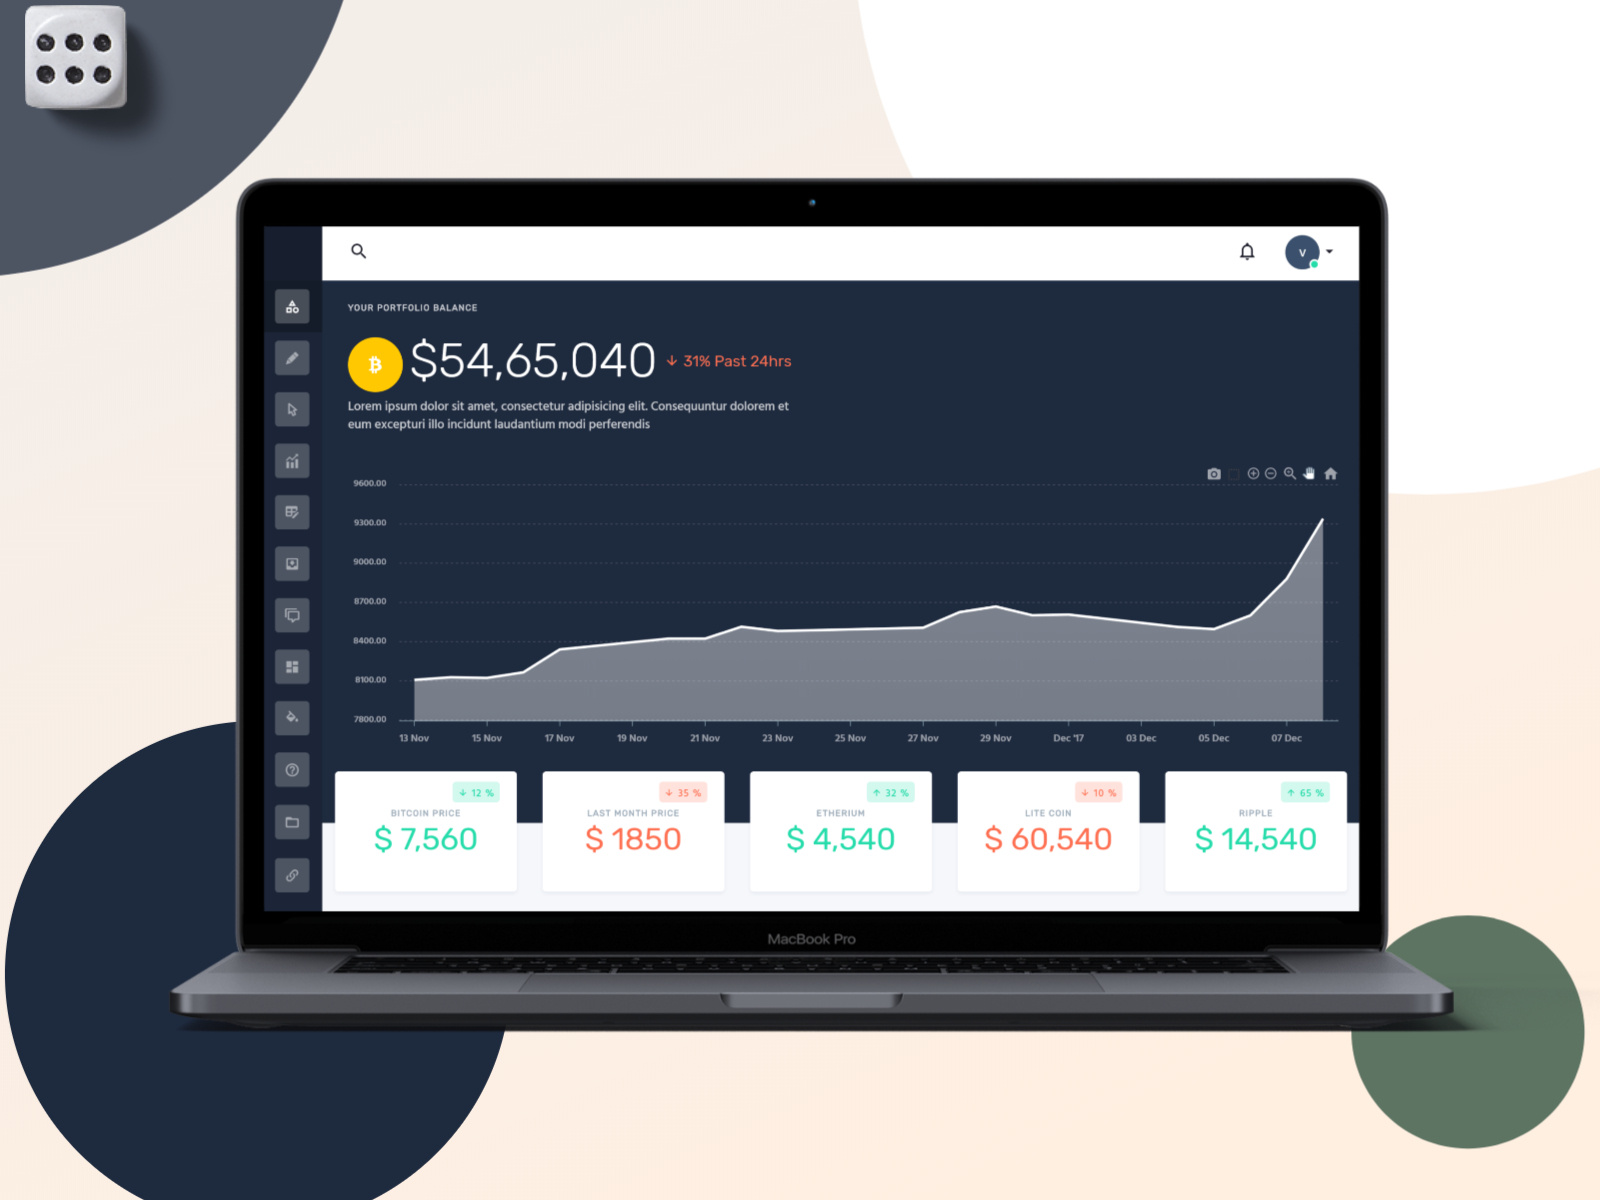 V
YOUR PORTFOLIO BALANCE
$54,65,040 ↓ 31% Past 24hrs
Lorem ipsum dolor sit amet, consectetur adipisicing elit. Consequuntur dolorem et
eum excepturi illo incidunt laudantium modi perferendis
9600.00
9300.00
9000.00
8700.00
8400.00
8100.00
7800.00
13 Nov 15 Nov 17 Nov 19 Nov 21 Nov 23 Nov 25 Nov 27 Nov 29 Nov Dec '17 03 Dec 05 Dec 07 Dec
↓ 12 %
BITCOIN PRICE
$ 7,560
↓ 35 %
LAST MONTH PRICE
$ 1850
↑ 32 %
ETHERIUM
$ 4,540
↓ 10 %
LITE COIN
$ 60,540
↑ 65 %
RIPPLE
$ 14,540
MacBook Pro